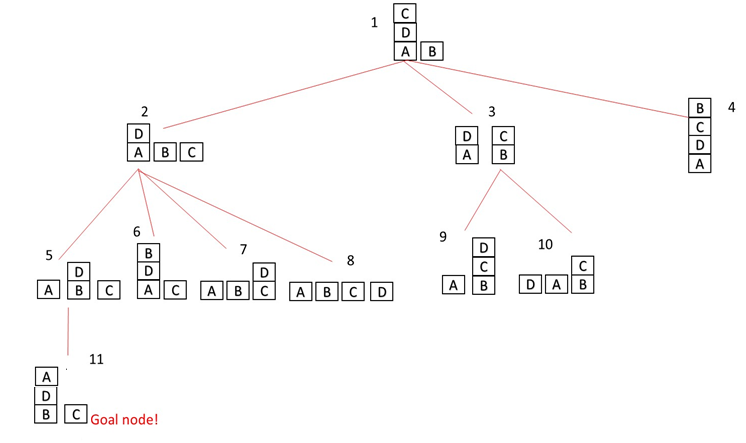 C
1
D
A B
B
4
2
3
C
D
D C
D
A B C
A B
A
9
D
10
6
5
B
7
8
C
C
D
D
D
A B C
A C
A B C
A B C D
A B
D A B
11
A
D
B C Goal node!